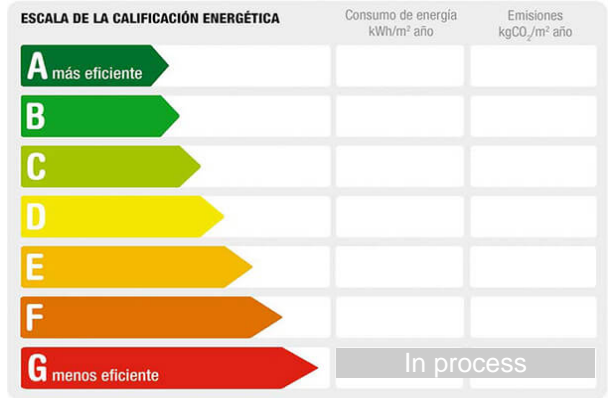 ESCALA DE LA CALIFICACIÓN ENERGÉTICA
Consumo de energía
kWh/m² año
Emisiones
kgCO₂/m² año
A más eficiente
B
C
D
E
F
G menos eficiente
In process